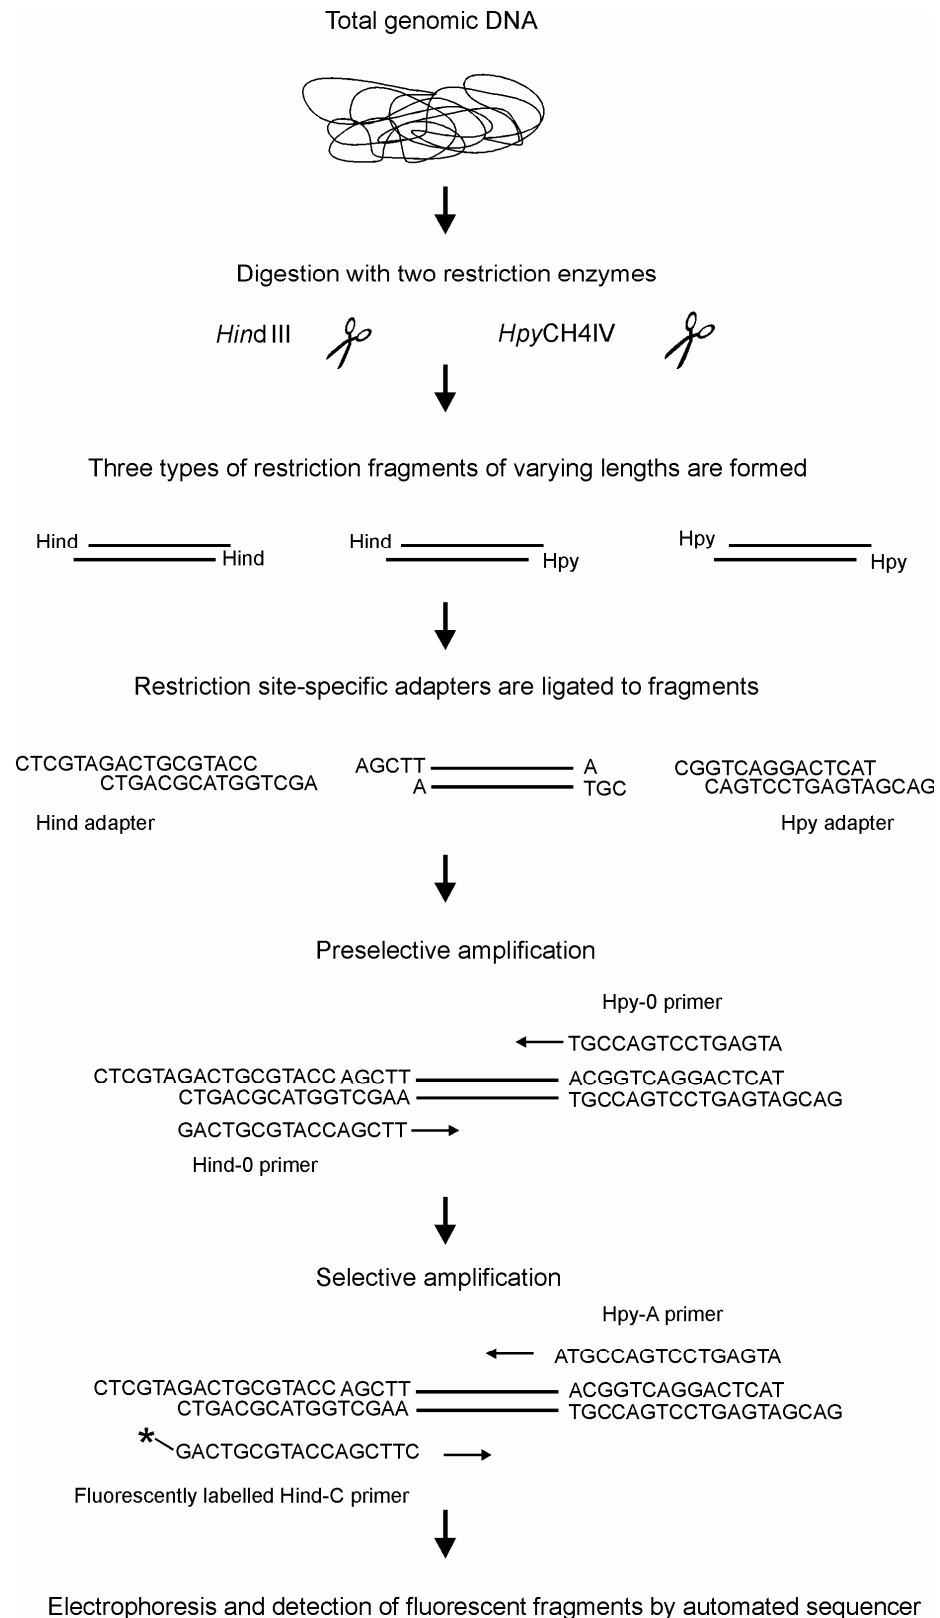 Total genomic DNA
Digestion with two restriction enzymes
Hind III HpyCH4IV
Three types of restriction fragments of varying lengths are formed
Hind Hind Hpy
Hind Hpy Hpy
Restriction site-specific adapters are ligated to fragments
CTCGTAGACTGCGTACC AGCTT A CGGTCAGGACTCAT
CTGACGCATGGTCGA A TGC CAGTCCTGAGTAGCAG
Hind adapter Hpy adapter
Preselective amplification
Hpy-0 primer
TGCCAGTCCTGAGTA
CTCGTAGACTGCGTACC AGCTT ACGGTCAGGACTCAT
CTGACGCATGGTCGAA TGCCAGTCCTGAGTAGCAG
GACTGCGTACCAGCTT
Hind-0 primer
Selective amplification
Hpy-A primer
ATGCCAGTCCTGAGTA
CTCGTAGACTGCGTACC AGCTT ACGGTCAGGACTCAT
CTGACGCATGGTCGAA TGCCAGTCCTGAGTAGCAG
*GACTGCGTACCAGCTTC
Fluorescently labelled Hind-C primer
Electrophoresis and detection of fluorescent fragments by automated sequencer